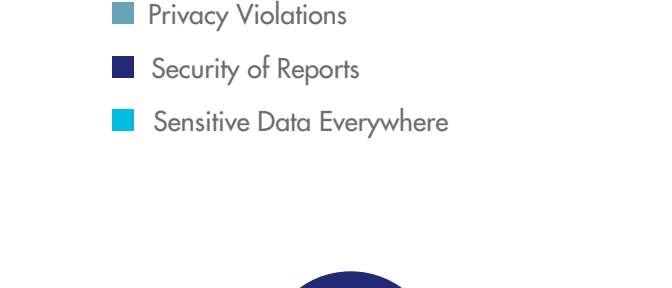 Privacy Violations
Security of Reports
Sensitive Data Everywhere